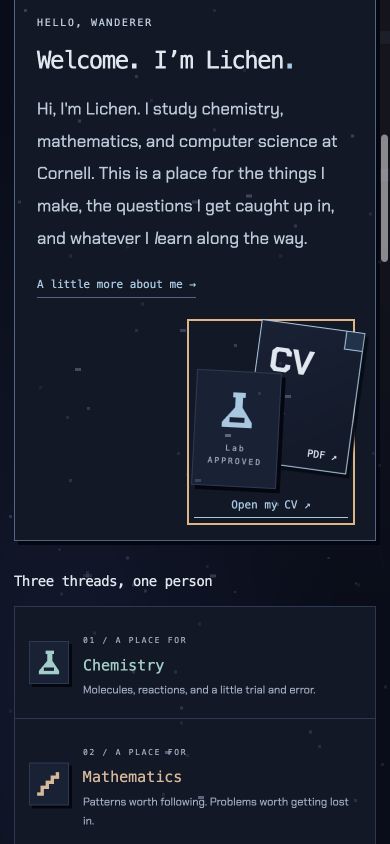 HELLO, WANDERER
Welcome. I’m Lichen.
Hi, I'm Lichen. I study chemistry,
mathematics, and computer science at
Cornell. This is a place for the things I
make, the questions I get caught up in,
and whatever I learn along the way.
A little more about me →
CV
Lab
APPROVED
PDF ↗
Open my CV ↗
Three threads, one person
01 / A PLACE FOR
Chemistry
Molecules, reactions, and a little trial and error.
02 / A PLACE FOR
Mathematics
Patterns worth following. Problems worth getting lost
in.